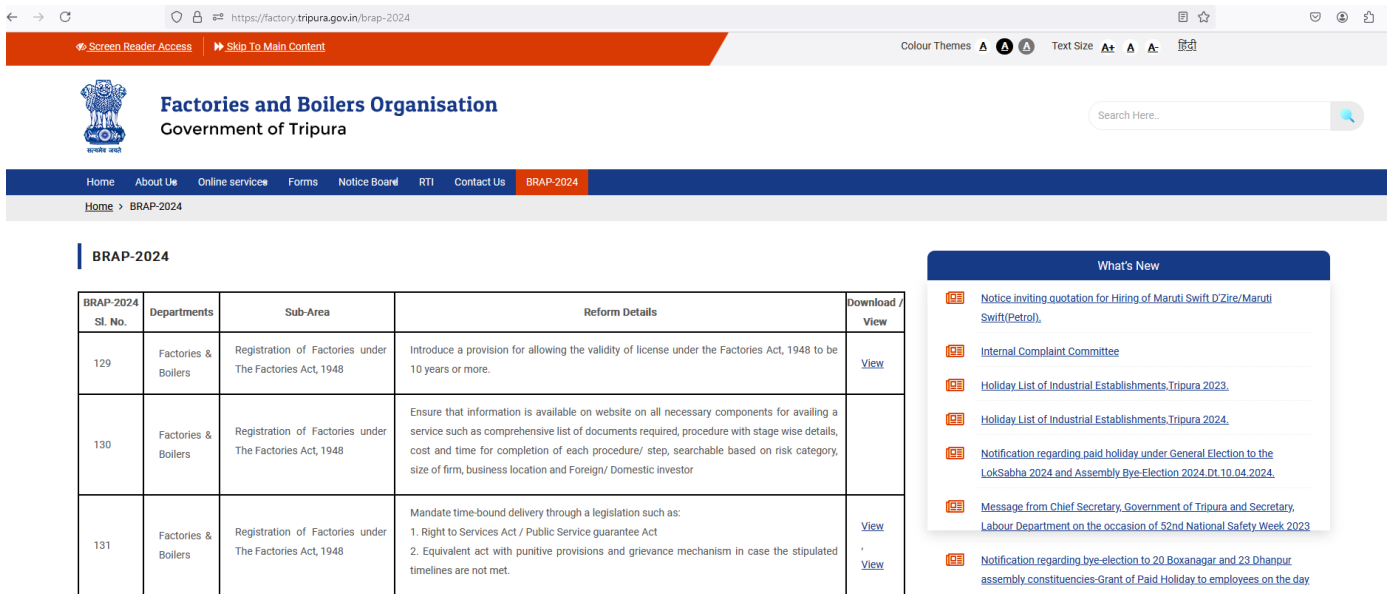 https://factory.tripura.gov.in/brap-2024
Screen Reader Access
Skip To Main Content
Colour Themes A A A Text Size A+ A A- हिंदी
सत्यमेव जयते
Factories and Boilers Organisation
Government of Tripura
Search Here..
Home About Us Online services Forms Notice Board RTI Contact Us BRAP-2024
Home > BRAP-2024
BRAP-2024
BRAP-2024
Sl. No.
Departments
Sub-Area
Reform Details
Download /
View
129
Factories &
Boilers
Registration of Factories under
The Factories Act, 1948
Introduce a provision for allowing the validity of license under the Factories Act, 1948 to be
10 years or more.
View
130
Factories &
Boilers
Registration of Factories under
The Factories Act, 1948
Ensure that information is available on website on all necessary components for availing a
service such as comprehensive list of documents required, procedure with stage wise details,
cost and time for completion of each procedure/ step, searchable based on risk category,
size of firm, business location and Foreign/ Domestic investor
131
Factories &
Boilers
Registration of Factories under
The Factories Act, 1948
Mandate time-bound delivery through a legislation such as:
1. Right to Services Act / Public Service guarantee Act
2. Equivalent act with punitive provisions and grievance mechanism in case the stipulated
timelines are not met.
View
,
View
What's New
Notice inviting quotation for Hiring of Maruti Swift D'Zire/Maruti
Swift(Petrol).
Internal Complaint Committee
Holiday List of Industrial Establishments,Tripura 2023.
Holiday List of Industrial Establishments,Tripura 2024.
Notification regarding paid holiday under General Election to the
LokSabha 2024 and Assembly Bye-Election 2024.Dt.10.04.2024.
Message from Chief Secretary, Government of Tripura and Secretary,
Labour Department on the occasion of 52nd National Safety Week 2023
Notification regarding bye-election to 20 Boxanagar and 23 Dhanpur
assembly constituencies-Grant of Paid Holiday to employees on the day